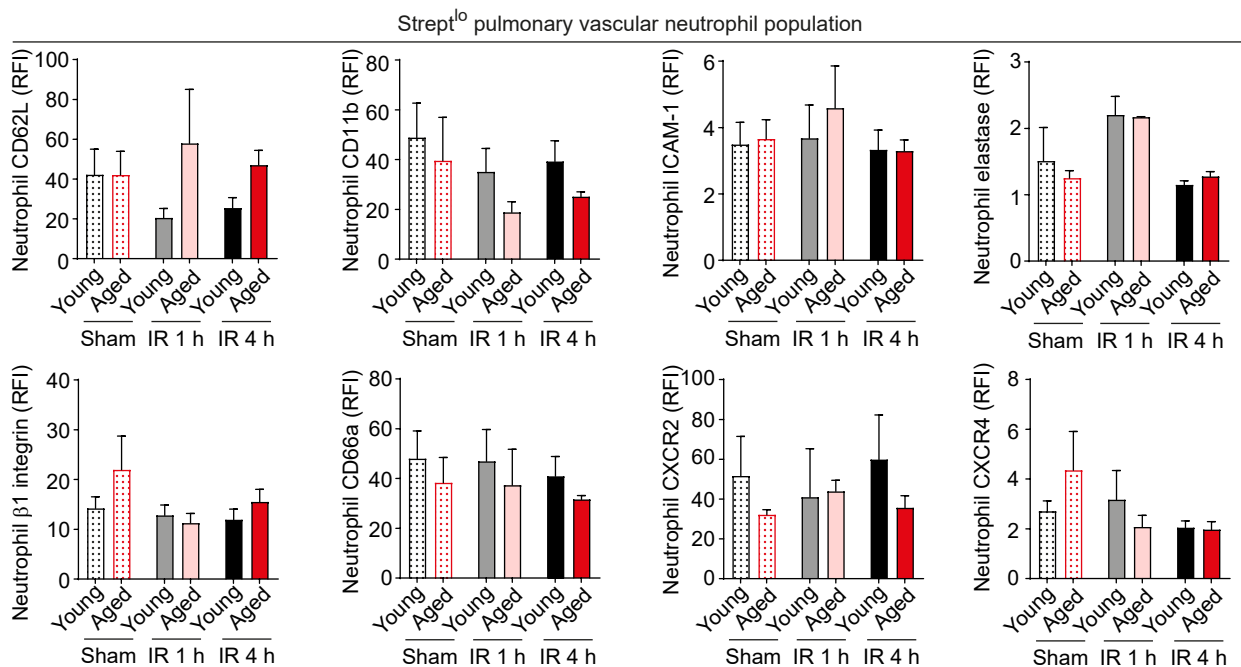 Strept^lo pulmonary vascular neutrophil population
Neutrophil CD62L (RFI)
100
80
60
40
20
0
Young Aged Young Aged Young Aged
Sham IR 1 h IR 4 h
Neutrophil CD11b (RFI)
80
60
40
20
0
Young Aged Young Aged Young Aged
Sham IR 1 h IR 4 h
Neutrophil ICAM-1 (RFI)
6
4
2
0
Young Aged Young Aged Young Aged
Sham IR 1 h IR 4 h
Neutrophil elastase (RFI)
3
2
1
0
Young Aged Young Aged Young Aged
Sham IR 1 h IR 4 h
Neutrophil β1 integrin (RFI)
40
30
20
10
0
Young Aged Young Aged Young Aged
Sham IR 1 h IR 4 h
Neutrophil CD66a (RFI)
80
60
40
20
0
Young Aged Young Aged Young Aged
Sham IR 1 h IR 4 h
Neutrophil CXCR2 (RFI)
100
80
60
40
20
0
Young Aged Young Aged Young Aged
Sham IR 1 h IR 4 h
Neutrophil CXCR4 (RFI)
8
6
4
2
0
Young Aged Young Aged Young Aged
Sham IR 1 h IR 4 h